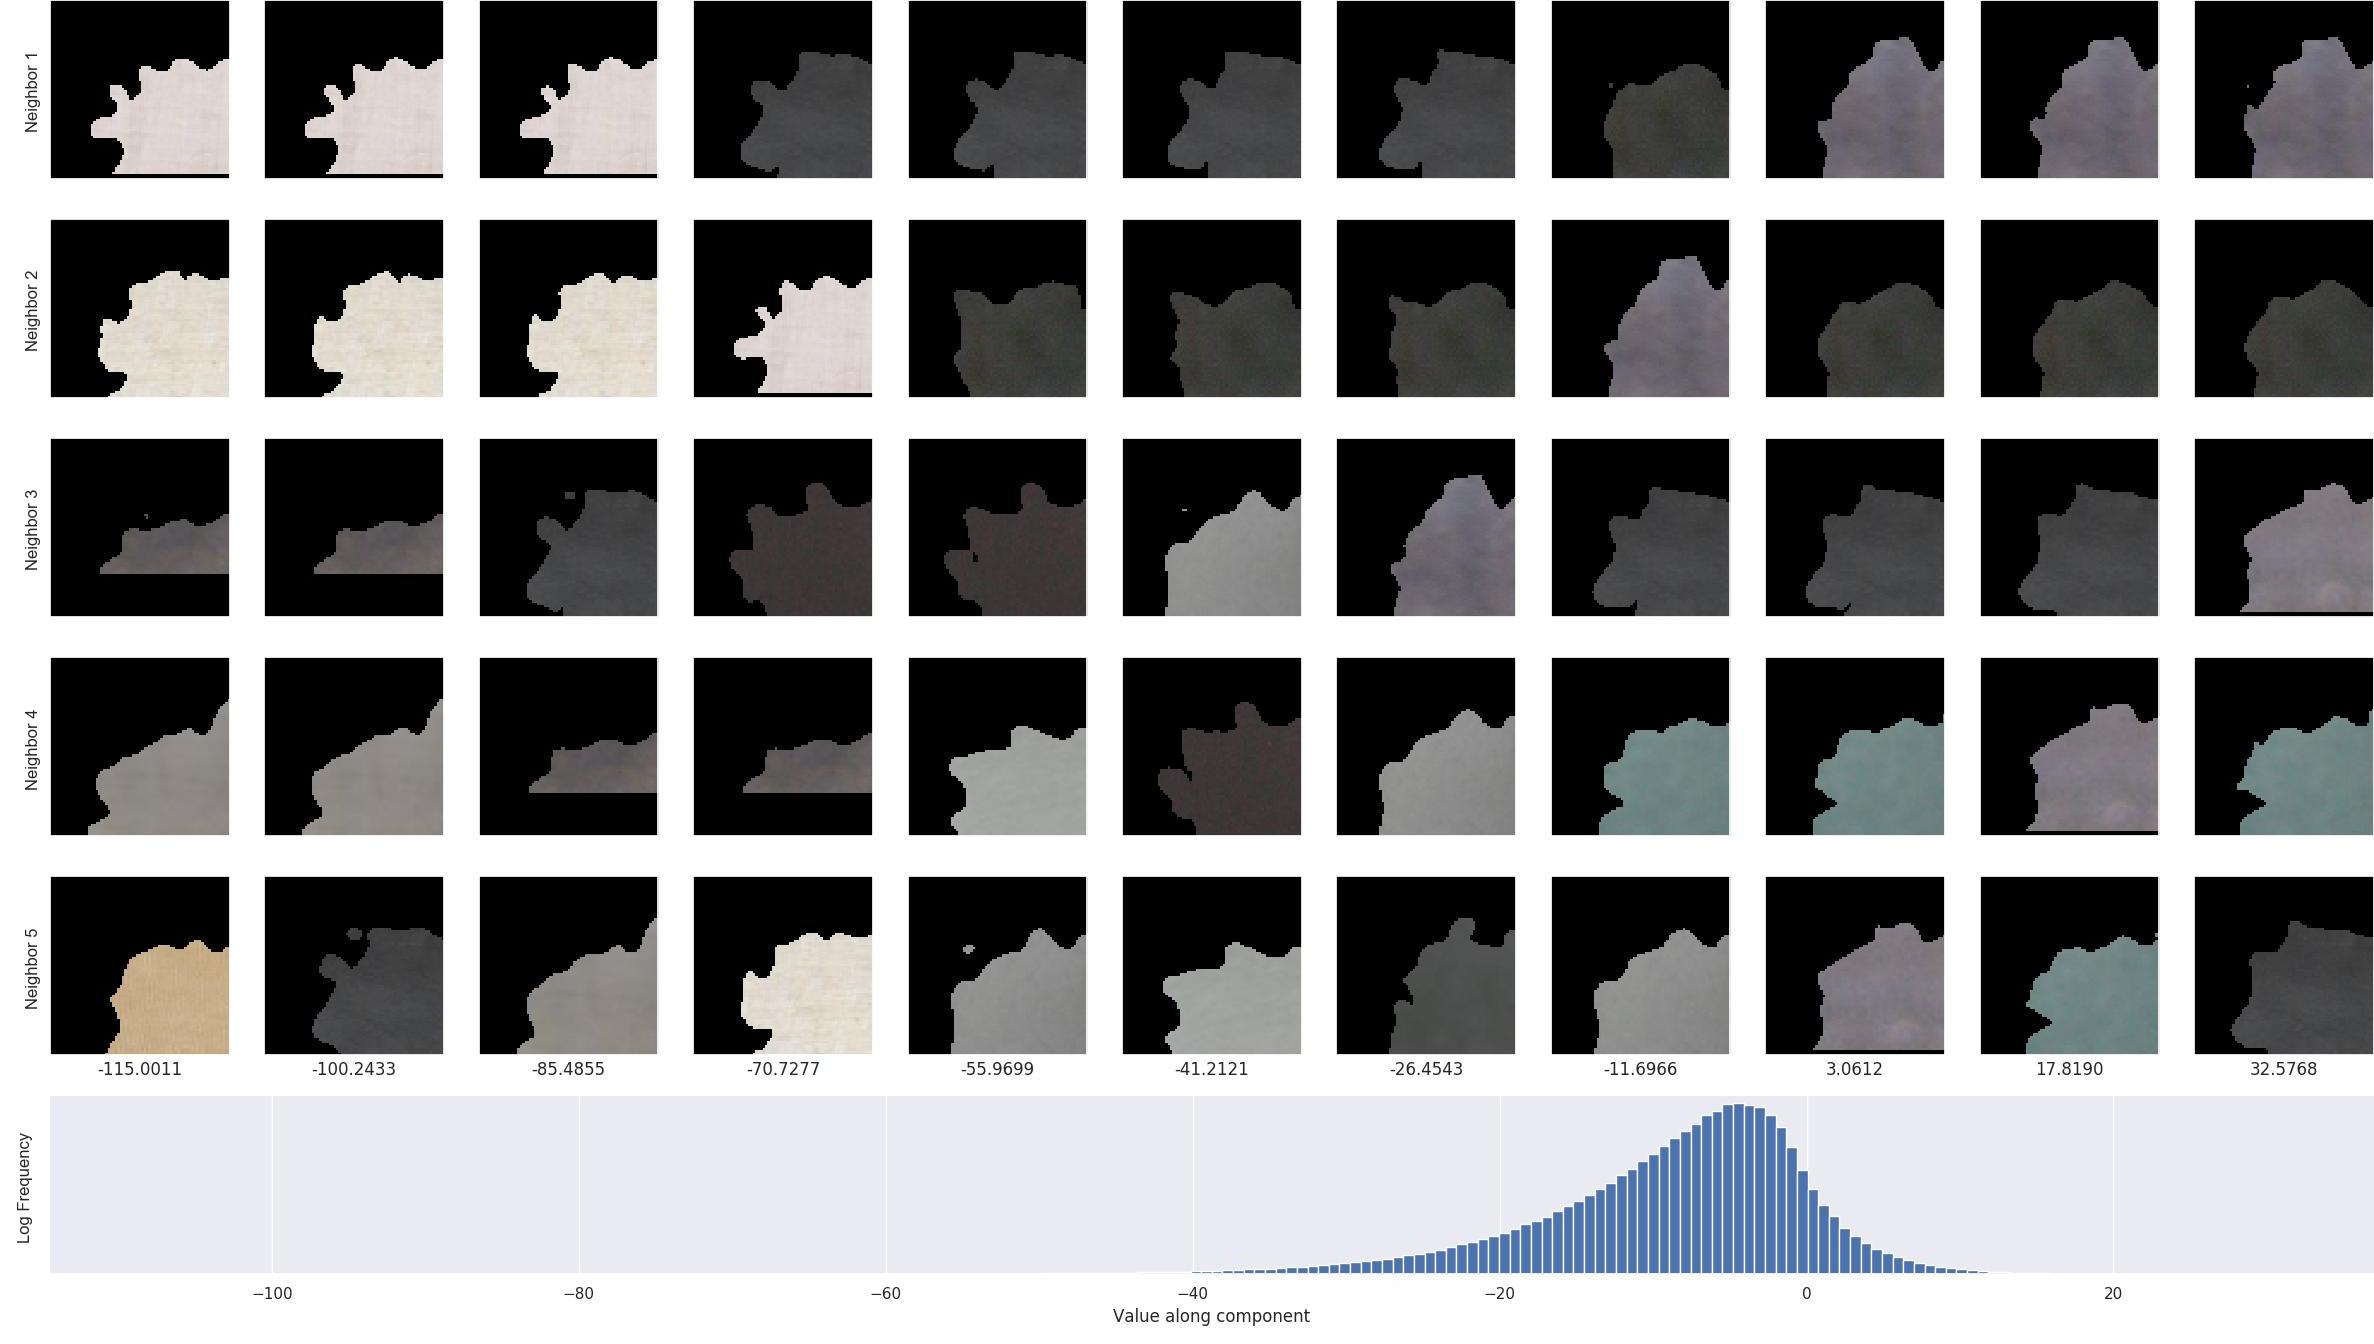 Neighbor 1
Neighbor 2
Neighbor 3
Neighbor 4
Neighbor 5
-115.0011 -100.2433 -85.4855 -70.7277 -55.9699 -41.2121 -26.4543 -11.6966 3.0612 17.8190 32.5768
Log Frequency
−100 −80 −60 −40 −20 0 20
Value along component